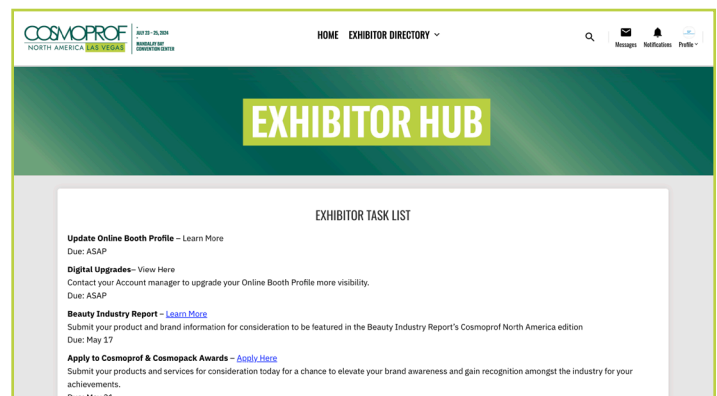 COSMOPROF
NORTH AMERICA LAS VEGAS
JULY 23 - 25, 2024
MANDALAY BAY
CONVENTION CENTER
HOME EXHIBITOR DIRECTORY
Messages Notifications Profile
EXHIBITOR HUB
EXHIBITOR TASK LIST
Update Online Booth Profile – Learn More
Due: ASAP
Digital Upgrades– View Here
Contact your Account manager to upgrade your Online Booth Profile more visibility.
Due: ASAP
Beauty Industry Report – Learn More
Submit your product and brand information for consideration to be featured in the Beauty Industry Report's Cosmoprof North America edition
Due: May 17
Apply to Cosmoprof & Cosmopack Awards – Apply Here
Submit your products and services for consideration today for a chance to elevate your brand awareness and gain recognition amongst the industry for your
achievements.
Due: May 31